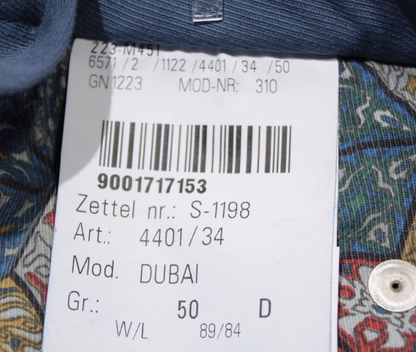 223-M451
6571/2 /1122/4401/34 /50
GN1223 MOD-NR: 310
9001717153
Zettel nr.: S-1198
Art.: 4401/34
Mod. DUBAI
Gr.: 50 D
W/L 89/84